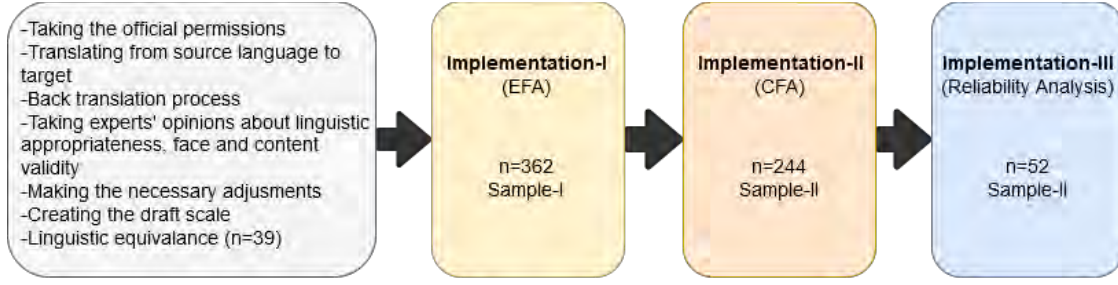 -Taking the official permissions
-Translating from source language to
target
-Back translation process
-Taking experts' opinions about linguistic
appropriateness, face and content
validity
-Making the necessary adjusments
-Creating the draft scale
-Linguistic equivalance (n=39)
Implementation-I
(EFA)
n=362
Sample-I
Implementation-II
(CFA)
n=244
Sample-II
Implementation-III
(Reliability Analysis)
n=52
Sample-II